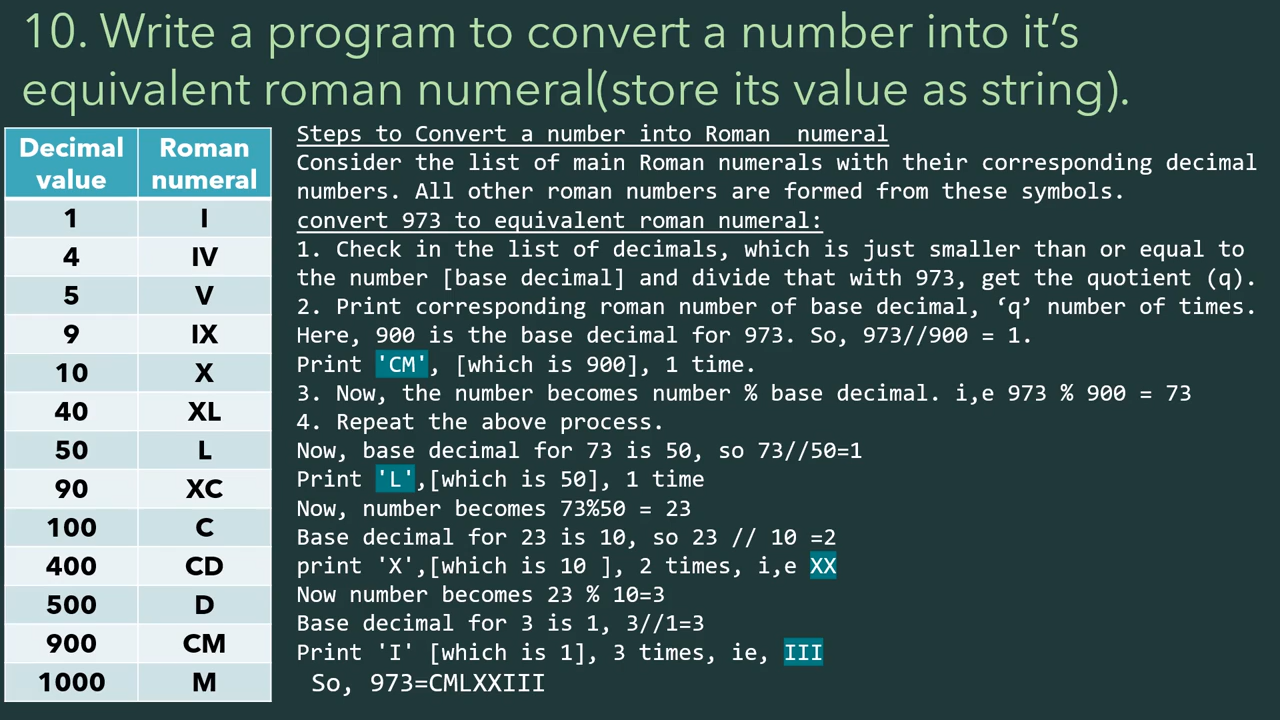 10. Write a program to convert a number into it's
equivalent roman numeral(store its value as string).
Decimal value Roman numeral
1 I
4 IV
5 V
9 IX
10 X
40 XL
50 L
90 XC
100 C
400 CD
500 D
900 CM
1000 M
Steps to Convert a number into Roman numeral
Consider the list of main Roman numerals with their corresponding decimal
numbers. All other roman numbers are formed from these symbols.
convert 973 to equivalent roman numeral:
1. Check in the list of decimals, which is just smaller than or equal to
the number [base decimal] and divide that with 973, get the quotient (q).
2. Print corresponding roman number of base decimal, ‘q’ number of times.
Here, 900 is the base decimal for 973. So, 973//900 = 1.
Print 'CM', [which is 900], 1 time.
3. Now, the number becomes number % base decimal. i,e 973 % 900 = 73
4. Repeat the above process.
Now, base decimal for 73 is 50, so 73//50=1
Print 'L',[which is 50], 1 time
Now, number becomes 73%50 = 23
Base decimal for 23 is 10, so 23 // 10 =2
print 'X',[which is 10 ], 2 times, i,e XX
Now number becomes 23 % 10=3
Base decimal for 3 is 1, 3//1=3
Print 'I' [which is 1], 3 times, ie, III
So, 973=CMLXXIII